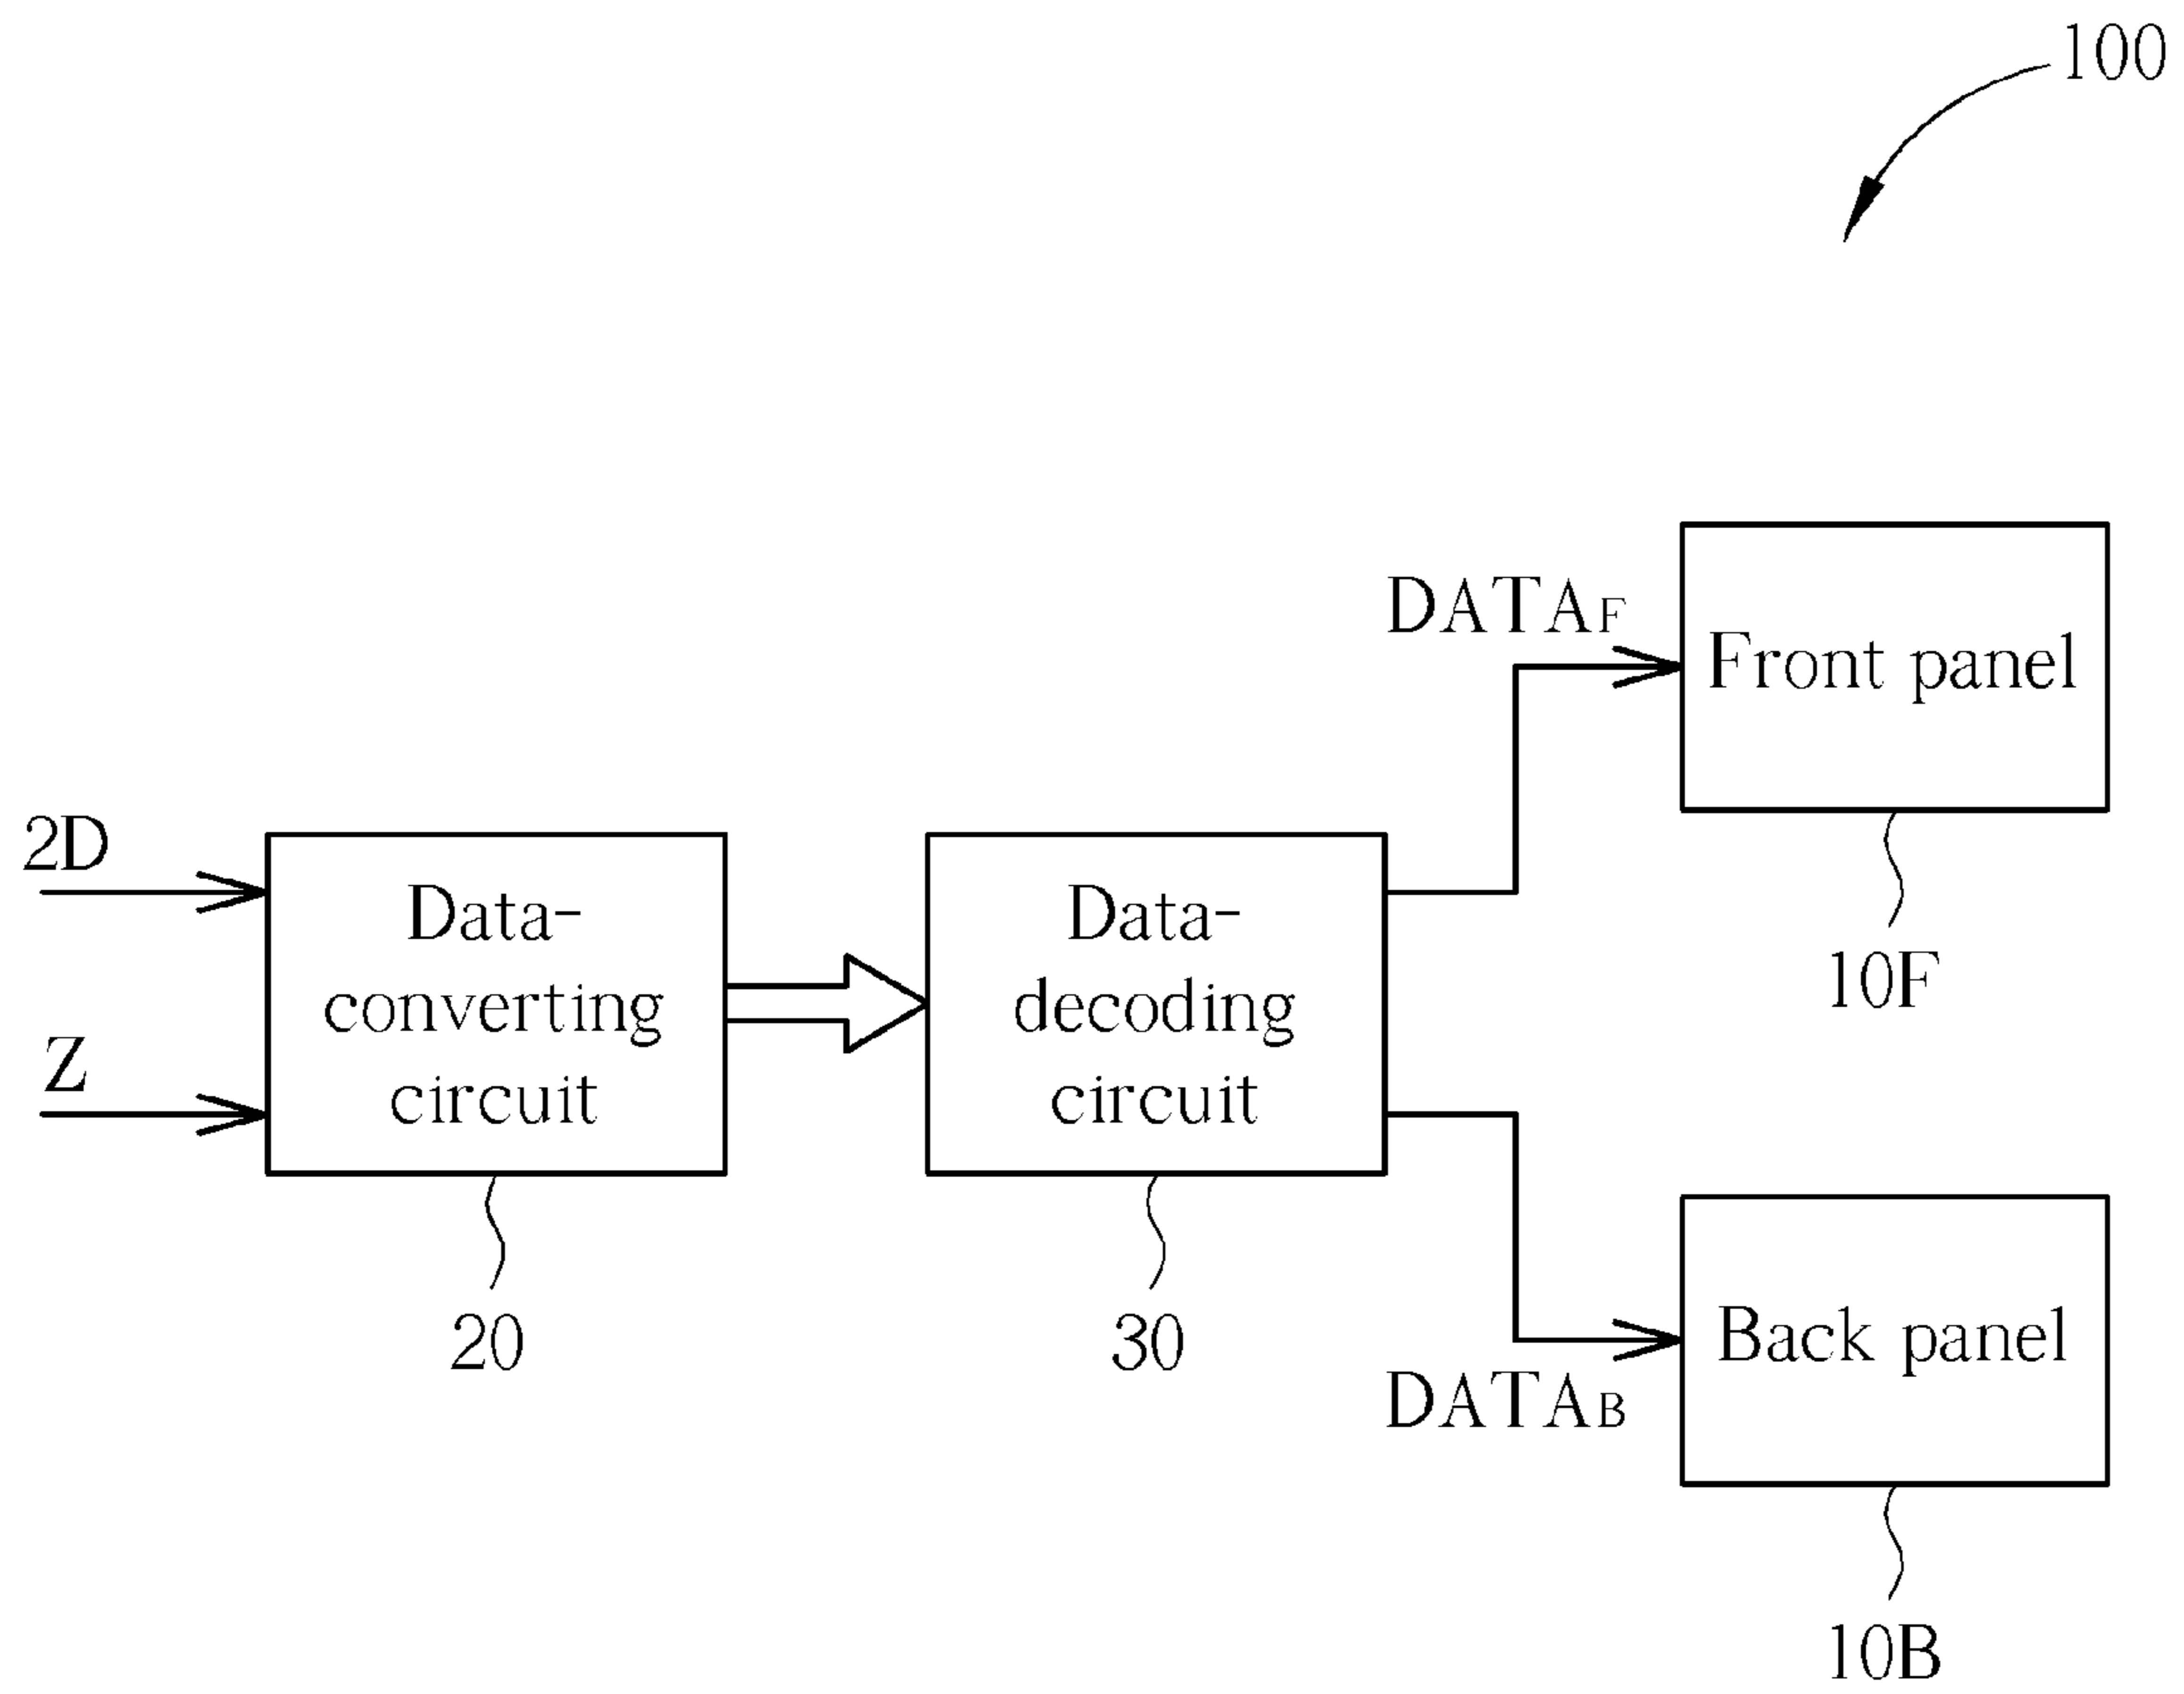 100
DATAF
Front panel
10F
2D
Z
Data-
converting
circuit
20
Data-
decoding
circuit
30
DATAB
Back panel
10B